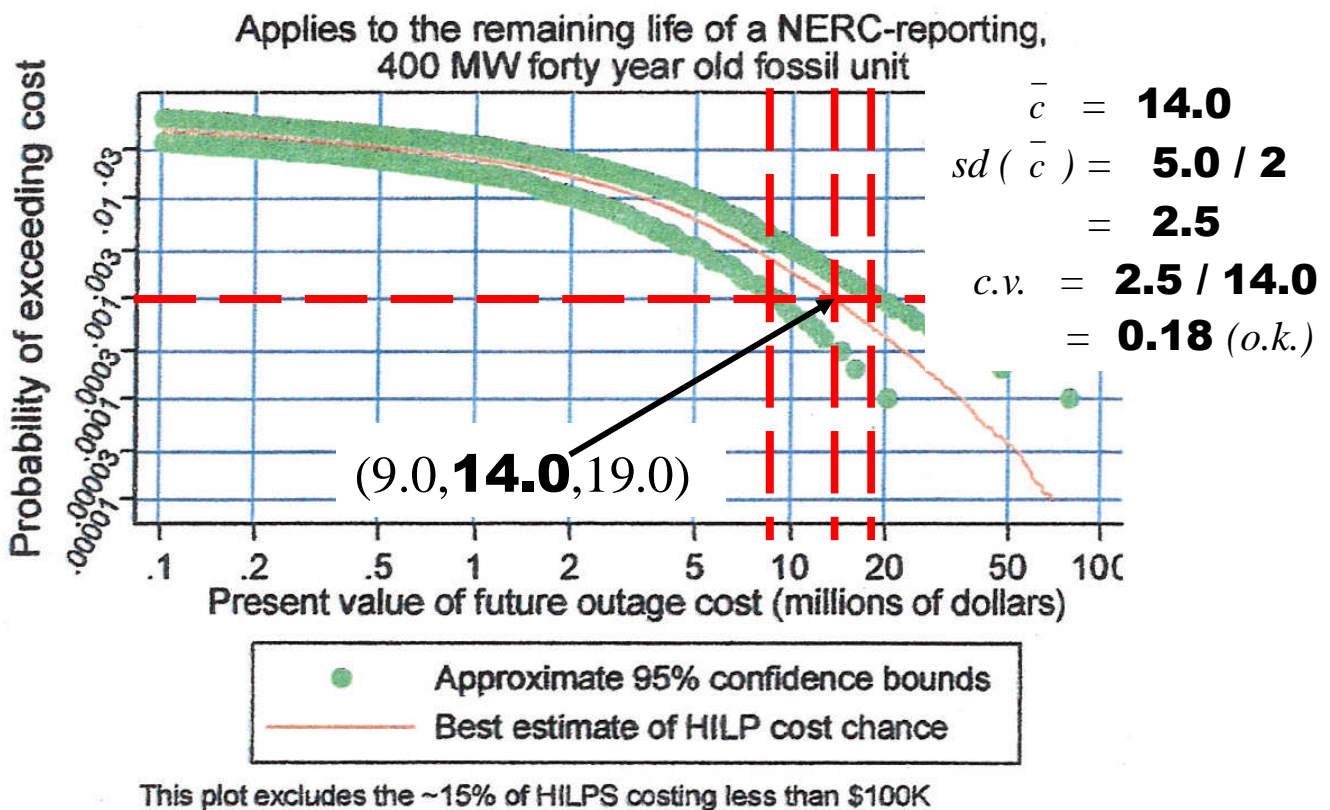 Applies to the remaining life of a NERC-reporting,
400 MW forty year old fossil unit
c̄ = 14.0
sd ( c̄ ) = 5.0 / 2
= 2.5
c.v. = 2.5 / 14.0
= 0.18 (o.k.)
Probability of exceeding cost
.03
.01
.003
.001
.0003
.0001
.00003
.00001
(9.0,14.0,19.0)
.1 .2 .5 1 2 5 10 20 50 100
Present value of future outage cost (millions of dollars)
Approximate 95% confidence bounds
Best estimate of HILP cost chance
This plot excludes the ~15% of HILPS costing less than $100K